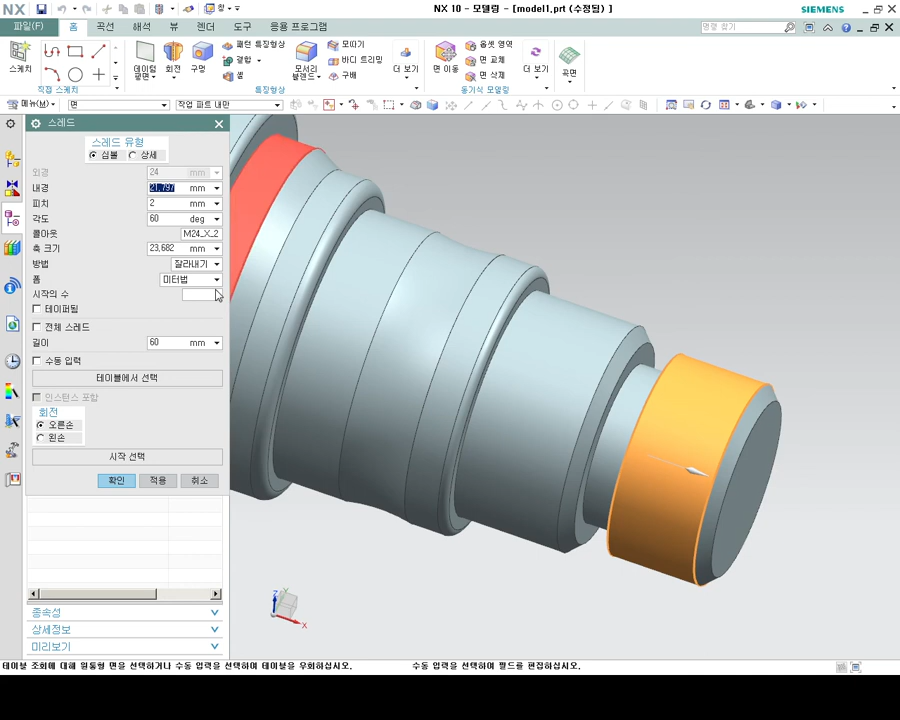 NX
창 ▾
NX 10 - 모델링 - [model1.prt (수정됨) ]
SIEMENS
파일(F)
홈
곡선
해석
뷰
렌더
도구
응용 프로그램
명령 찾기
스케치
직접 스케치
데이텀 평면
회전
구멍
패턴 특징형상
결합
쉘
모서리 블렌드
모따기
바디 트리밍
구배
더 보기
특징형상
면 이동
옵셋 영역
면 교체
면 삭제
더 보기
동기식 모델링
곡면
메뉴(M)
면
작업 파트 내만
스레드
스레드 유형
심볼 상세
외경 24 mm
내경 21,797 mm
피치 2 mm
각도 60 deg
콜아웃 M24_X_2
축 크기 23,682 mm
방법 잘라내기
폼 미터법
시작의 수
테이퍼됨
전체 스레드
길이 60 mm
수동 입력
테이블에서 선택
인스턴스 포함
회전
오른손
왼손
시작 선택
확인 적용 취소
종속성
상세정보
미리보기
Z Y
X
테이블 조회에 대해 원통형 면을 선택하거나 수동 입력을 선택하여 테이블을 우회하십시오.
수동 입력을 선택하여 필드를 편집하십시오.